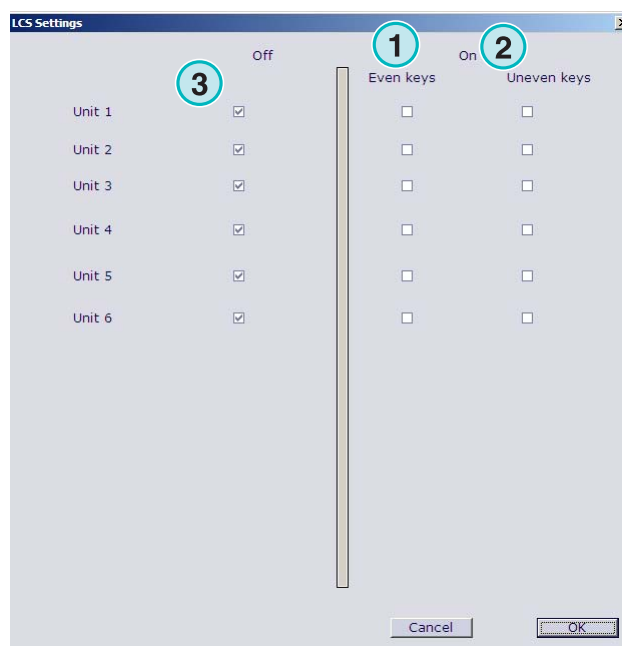 LCS Settings
Off
1
On
2
3
Even keys
Uneven keys
Unit 1
Unit 2
Unit 3
Unit 4
Unit 5
Unit 6
Cancel
OK